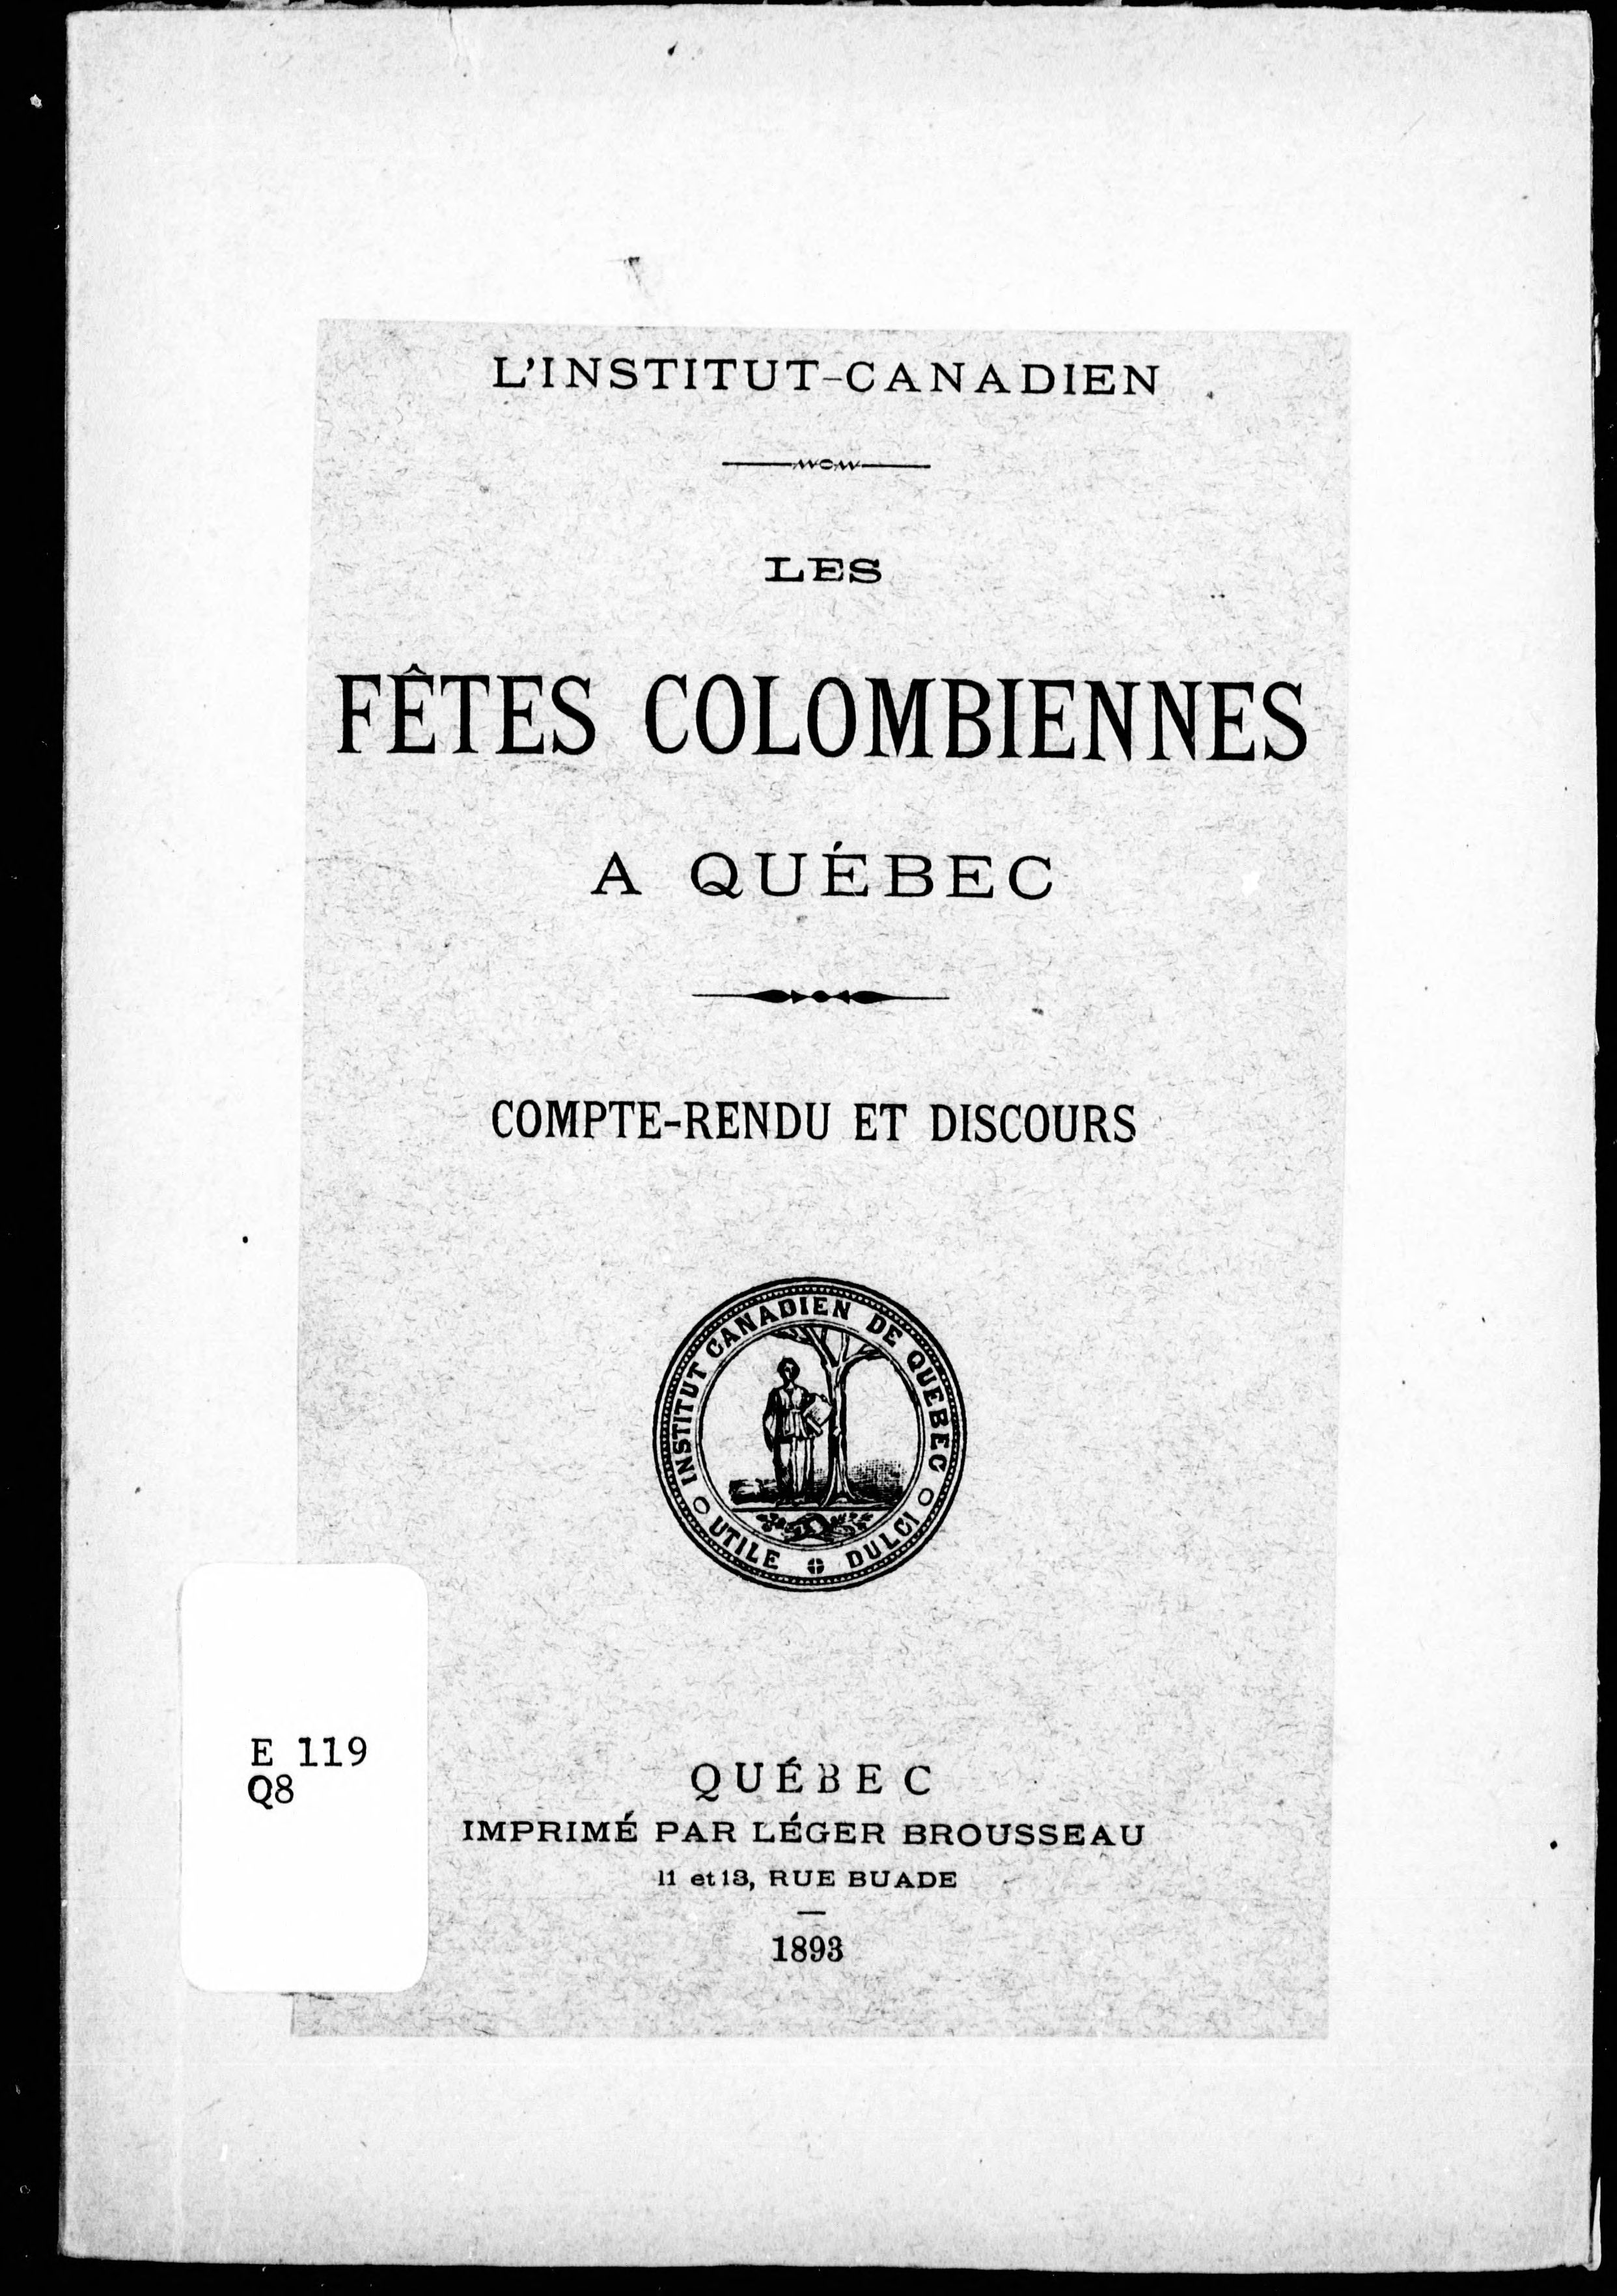 L'INSTITUT-CANADIEN
LES
FÊTES COLOMBIENNES
A QUÉBEC
COMPTE-RENDU ET DISCOURS
INSTITUT CANADIEN DE QUEBEC
UTILE DULCI
E 119
Q8
QUÉBEC
IMPRIMÉ PAR LÉGER BROUSSEAU
11 et 13, RUE BUADE
1893